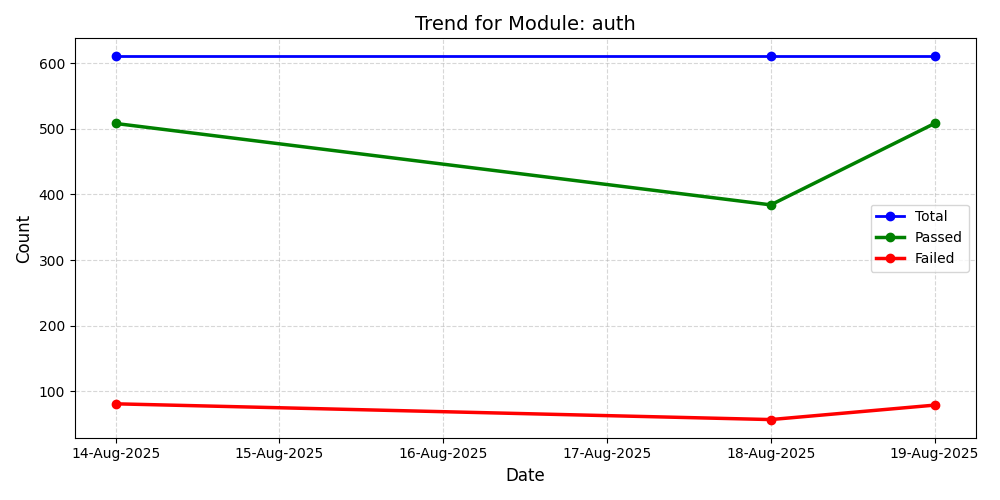 Trend for Module: auth
Count
600
500
400
300
200
100
Total
Passed
Failed
14-Aug-2025 15-Aug-2025 16-Aug-2025 17-Aug-2025 18-Aug-2025 19-Aug-2025
Date